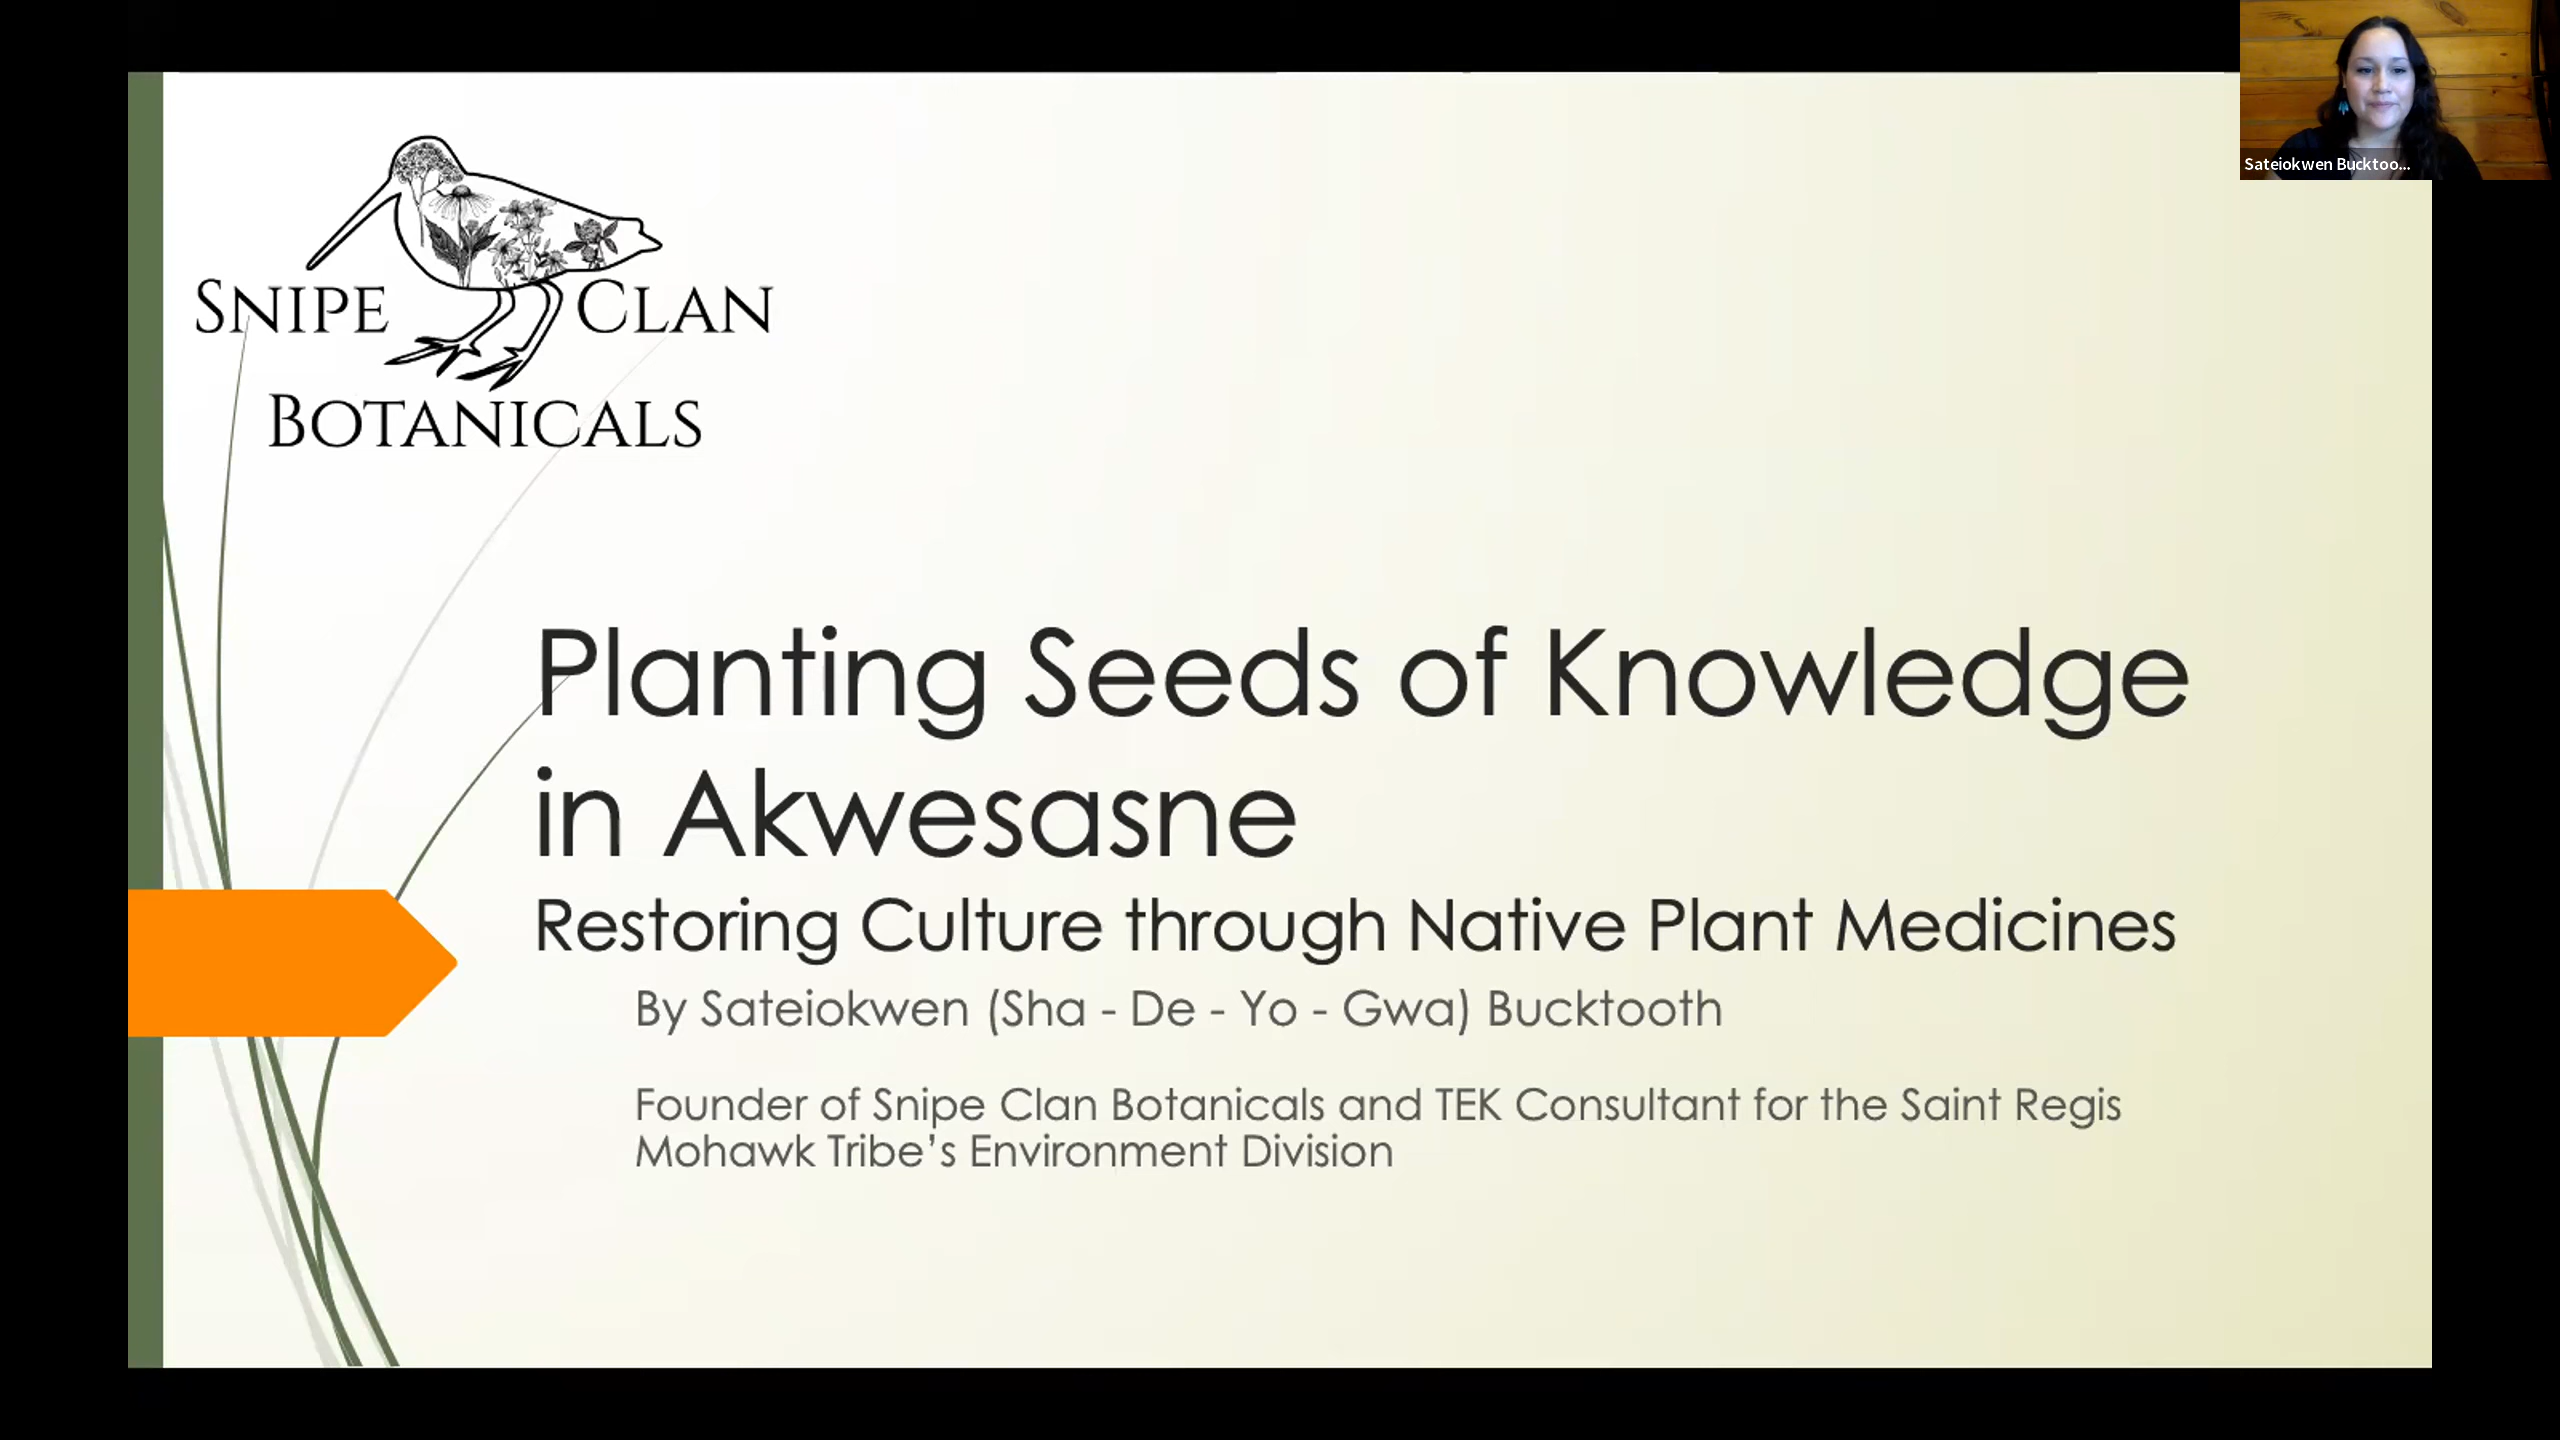 Sateiokwen Bucktoo...
SNIPE CLAN
BOTANICALS
Planting Seeds of Knowledge
in Akwesasne
Restoring Culture through Native Plant Medicines
By Sateiokwen (Sha - De - Yo - Gwa) Bucktooth
Founder of Snipe Clan Botanicals and TEK Consultant for the Saint Regis
Mohawk Tribe’s Environment Division